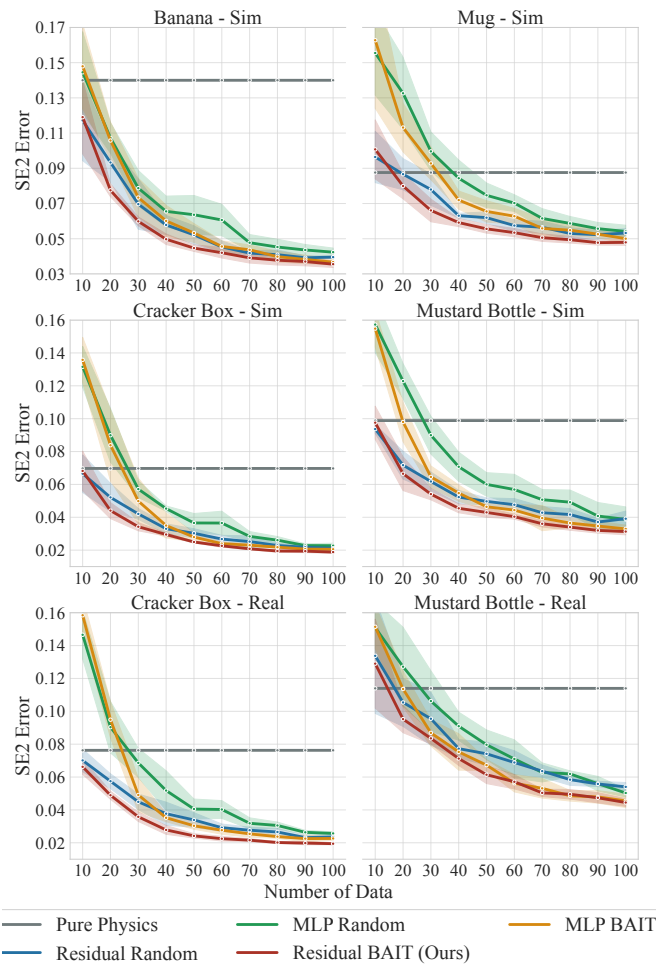 Banana - Sim
Mug - Sim
SE2 Error
0.17
0.15
0.13
0.11
0.09
0.07
0.05
0.03
10 20 30 40 50 60 70 80 90 100
10 20 30 40 50 60 70 80 90 100
Cracker Box - Sim
Mustard Bottle - Sim
SE2 Error
0.16
0.14
0.12
0.10
0.08
0.06
0.04
0.02
10 20 30 40 50 60 70 80 90 100
10 20 30 40 50 60 70 80 90 100
Cracker Box - Real
Mustard Bottle - Real
SE2 Error
0.16
0.14
0.12
0.10
0.08
0.06
0.04
0.02
10 20 30 40 50 60 70 80 90 100
10 20 30 40 50 60 70 80 90 100
Number of Data
Pure Physics
MLP Random
MLP BAIT
Residual Random
Residual BAIT (Ours)